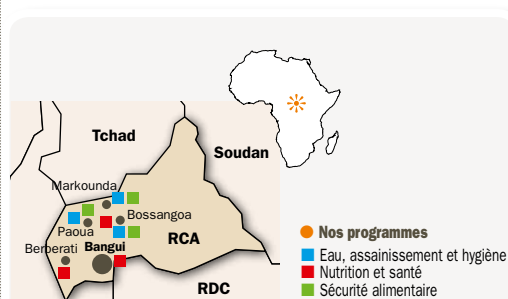 Tchad
Soudan
Markounda
Bossangoa
Paoua
Berberati
Bangui
RCA
RDC
Nos programmes
Eau, assainissement et hygiène
Nutrition et santé
Sécurité alimentaire